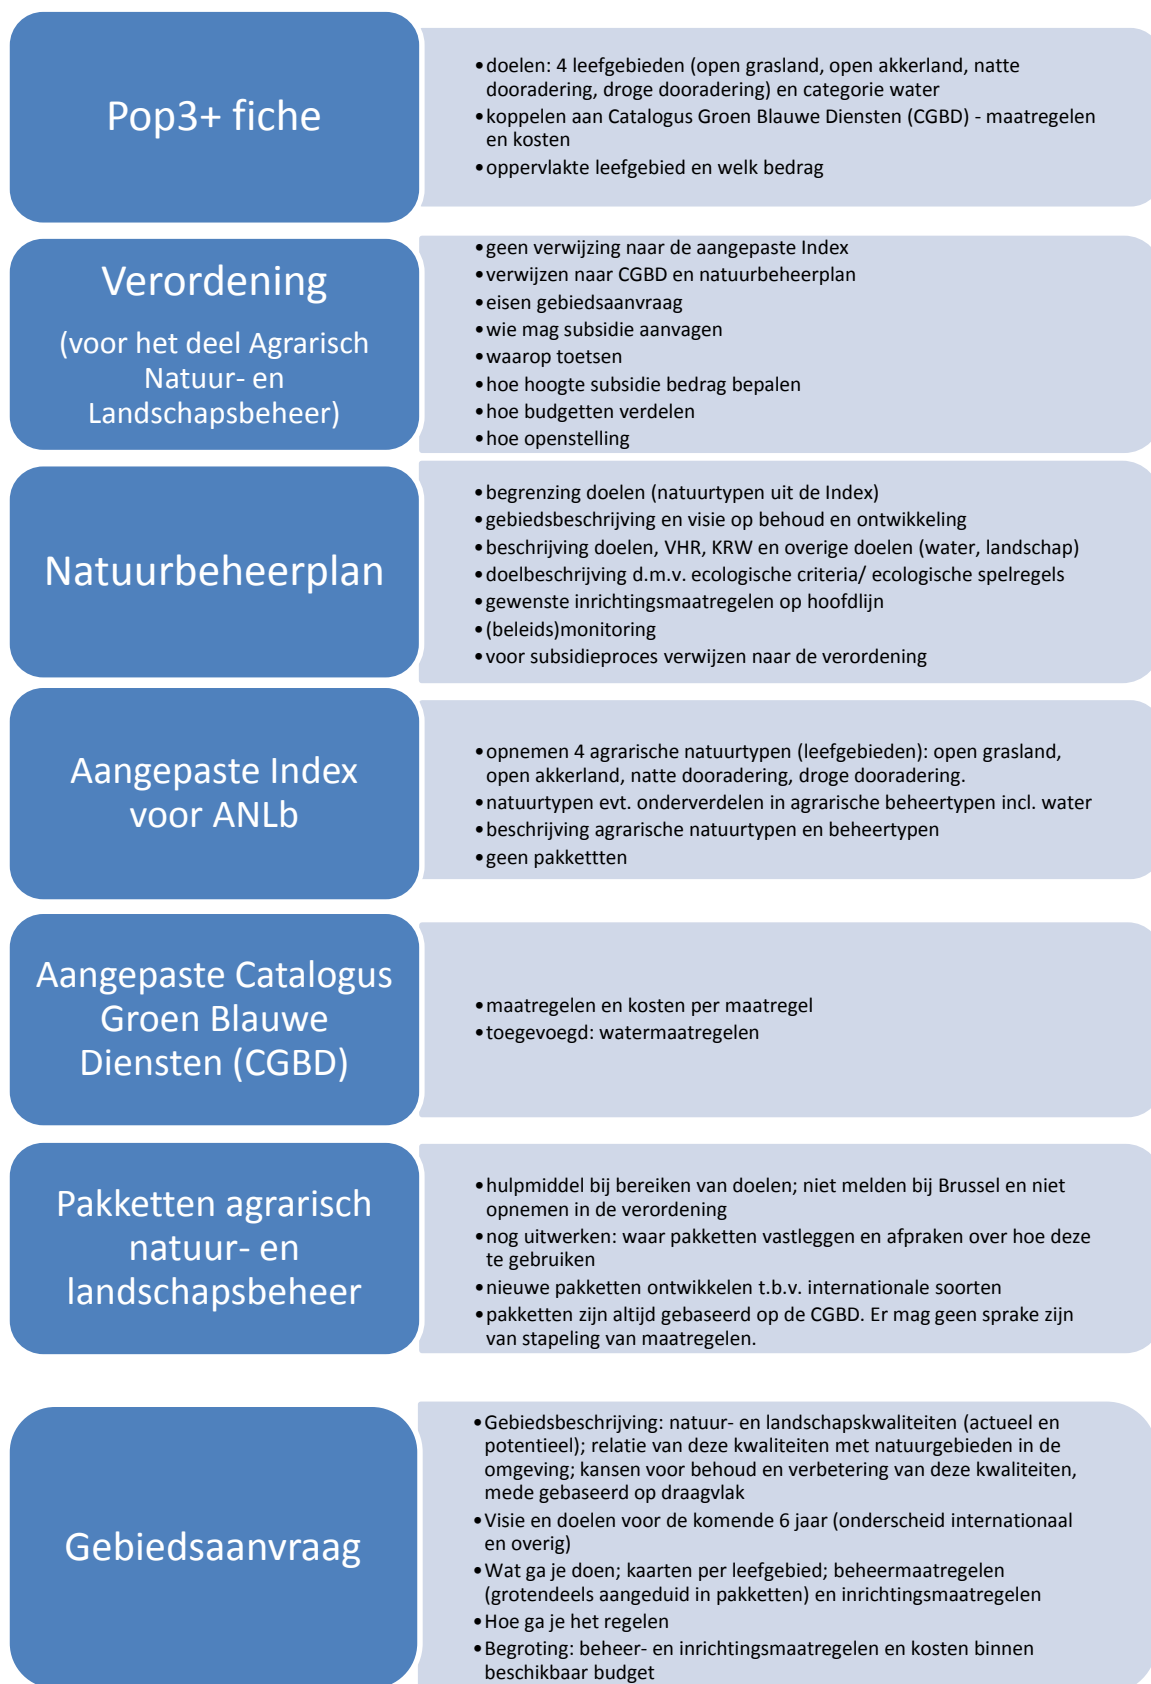 Pop3+ fiche
•doelen: 4 leefgebieden (open grasland, open akkerland, natte
dooradering, droge dooradering) en categorie water
•koppelen aan Catalogus Groen Blauwe Diensten (CGBD) - maatregelen
en kosten
•oppervlakte leefgebied en welk bedrag
Verordening
(voor het deel Agrarisch
Natuur- en
Landschapsbeheer)
•geen verwijzing naar de aangepaste Index
•verwijzen naar CGBD en natuurbeheerplan
•eisen gebiedsaanvraag
•wie mag subsidie aanvagen
•waarop toetsen
•hoe hoogte subsidie bedrag bepalen
•hoe budgetten verdelen
•hoe openstelling
Natuurbeheerplan
•begrenzing doelen (natuurtypen uit de Index)
•gebiedsbeschrijving en visie op behoud en ontwikkeling
•beschrijving doelen, VHR, KRW en overige doelen (water, landschap)
•doelbeschrijving d.m.v. ecologische criteria/ ecologische spelregels
•gewenste inrichtingsmaatregelen op hoofdlijn
•(beleids)monitoring
•voor subsidieproces verwijzen naar de verordening
Aangepaste Index
voor ANLb
•opnemen 4 agrarische natuurtypen (leefgebieden): open grasland,
open akkerland, natte dooradering, droge dooradering.
•natuurtypen evt. onderverdelen in agrarische beheertypen incl. water
•beschrijving agrarische natuurtypen en beheertypen
•geen pakkettten
Aangepaste Catalogus
Groen Blauwe
Diensten (CGBD)
•maatregelen en kosten per maatregel
•toegevoegd: watermaatregelen
Pakketten agrarisch
natuur- en
landschapsbeheer
•hulpmiddel bij bereiken van doelen; niet melden bij Brussel en niet
opnemen in de verordening
•nog uitwerken: waar pakketten vastleggen en afpraken over hoe deze
te gebruiken
•nieuwe pakketten ontwikkelen t.b.v. internationale soorten
•pakketten zijn altijd gebaseerd op de CGBD. Er mag geen sprake zijn
van stapeling van maatregelen.
Gebiedsaanvraag
•Gebiedsbeschrijving: natuur- en landschapskwaliteiten (actueel en
potentieel); relatie van deze kwaliteiten met natuurgebieden in de
omgeving; kansen voor behoud en verbetering van deze kwaliteiten,
mede gebaseerd op draagvlak
•Visie en doelen voor de komende 6 jaar (onderscheid internationaal
en overig)
•Wat ga je doen; kaarten per leefgebied; beheermaatregelen
(grotendeels aangeduid in pakketten) en inrichtingsmaatregelen
•Hoe ga je het regelen
•Begroting: beheer- en inrichtingsmaatregelen en kosten binnen
beschikbaar budget